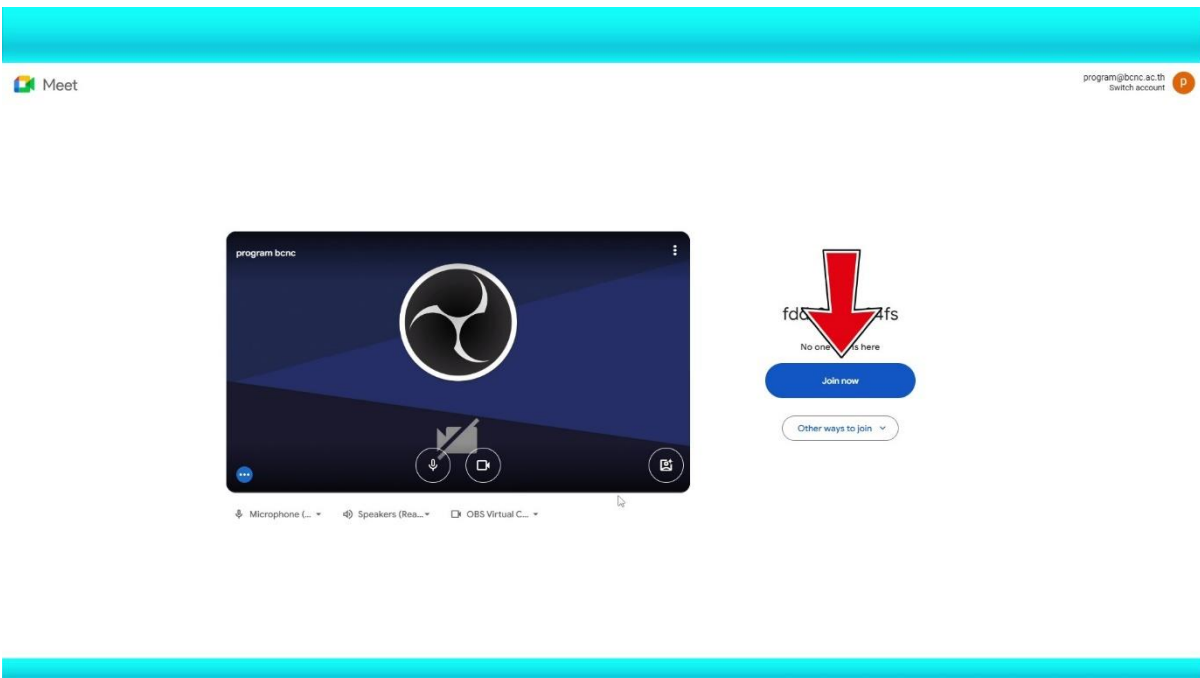 Meet
program@bcnc.ac.th
Switch account
P
program bcnc
No one is here
Join now
Other ways to join
Microphone (...
Speakers (Rea...
OBS Virtual C...